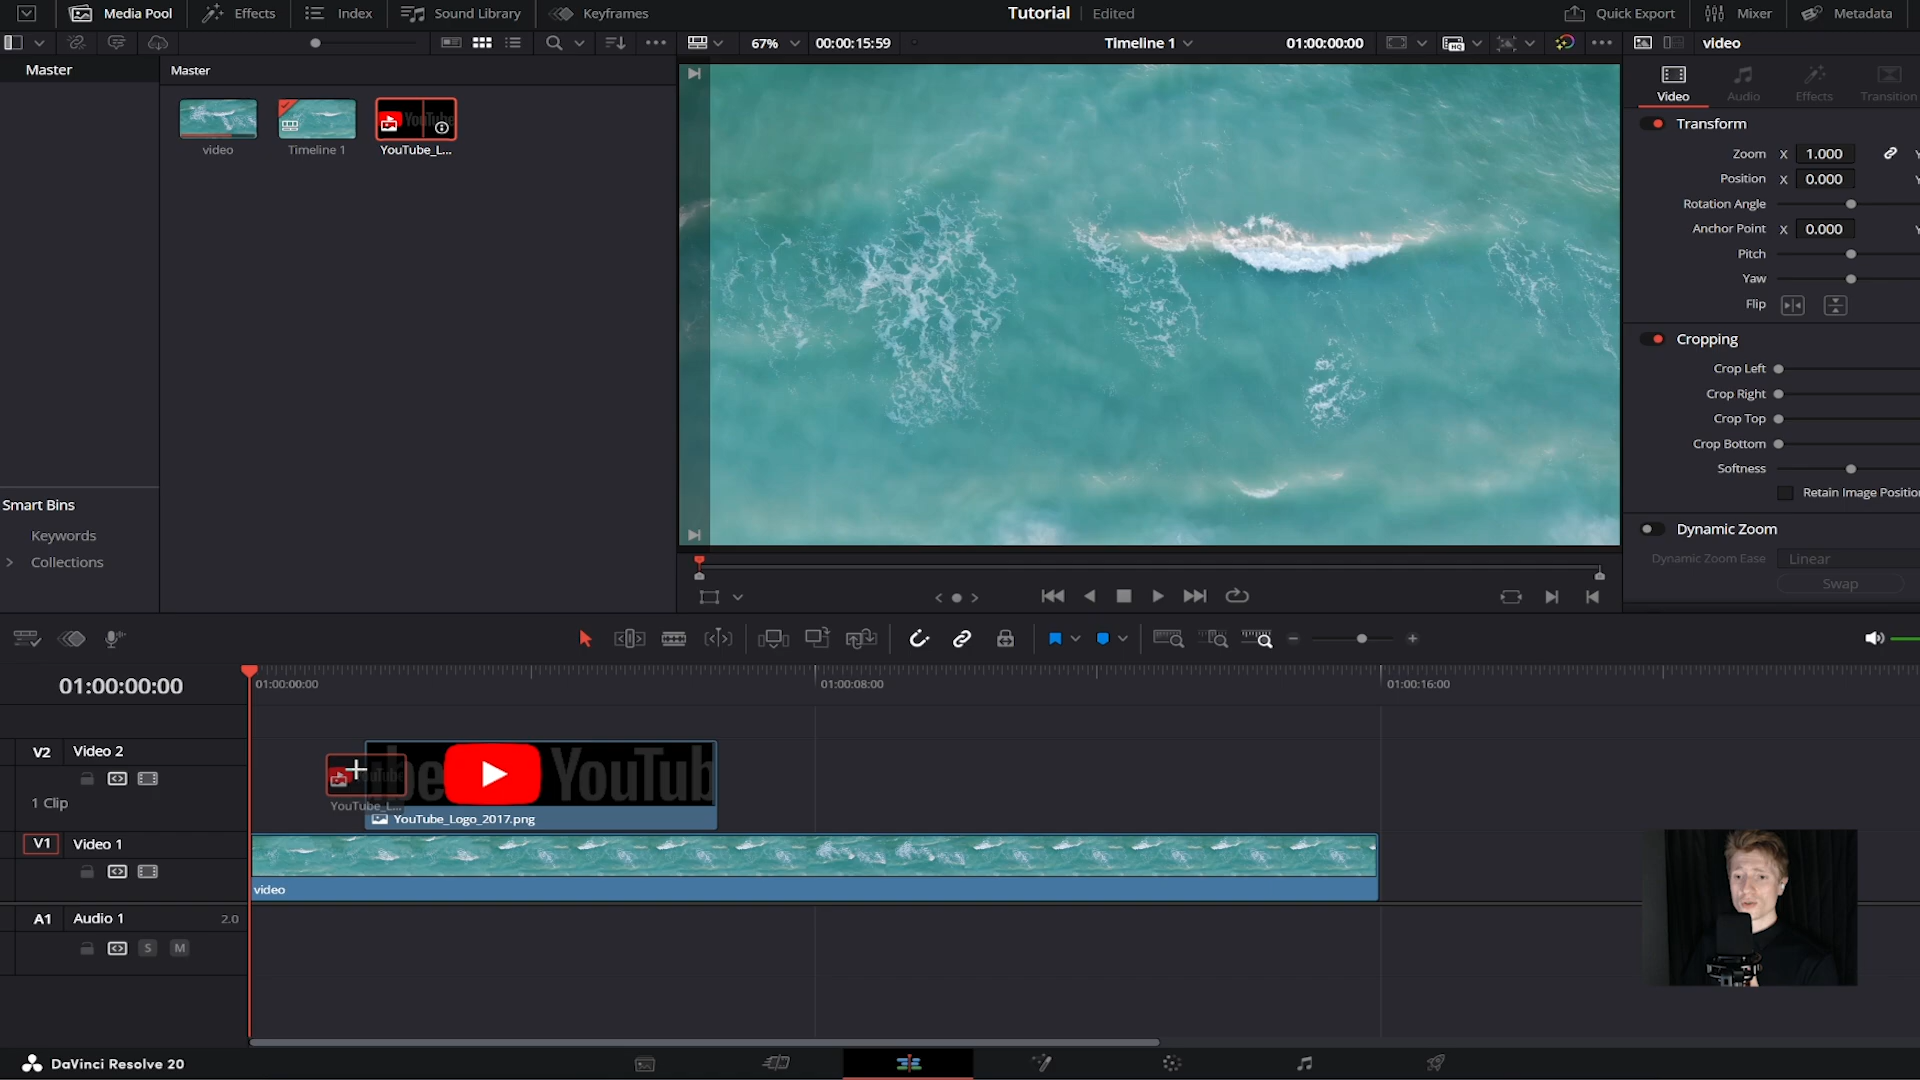 Media Pool
Effects
Index
Sound Library
Keyframes
Tutorial
Edited
Quick Export
Mixer
Metadata
67%
00:00:15:59
Timeline 1
01:00:00:00
video
Master
Master
video
Timeline 1
YouTube
YouTube_L...
Smart Bins
Keywords
Collections
Video
Audio
Effects
Transition
Transform
Zoom X 1.000
Position X 0.000
Rotation Angle
Anchor Point X 0.000
Pitch
Yaw
Flip
Cropping
Crop Left
Crop Right
Crop Top
Crop Bottom
Softness
Retain Image Position
Dynamic Zoom
Dynamic Zoom Ease Linear
Swap
01:00:00:00
01:00:00:00
01:00:08:00
01:00:16:00
V2 Video 2
1 Clip
YouTube_L...
be
YouTub
YouTube_Logo_2017.png
V1 Video 1
video
A1 Audio 1 2.0
S M
DaVinci Resolve 20